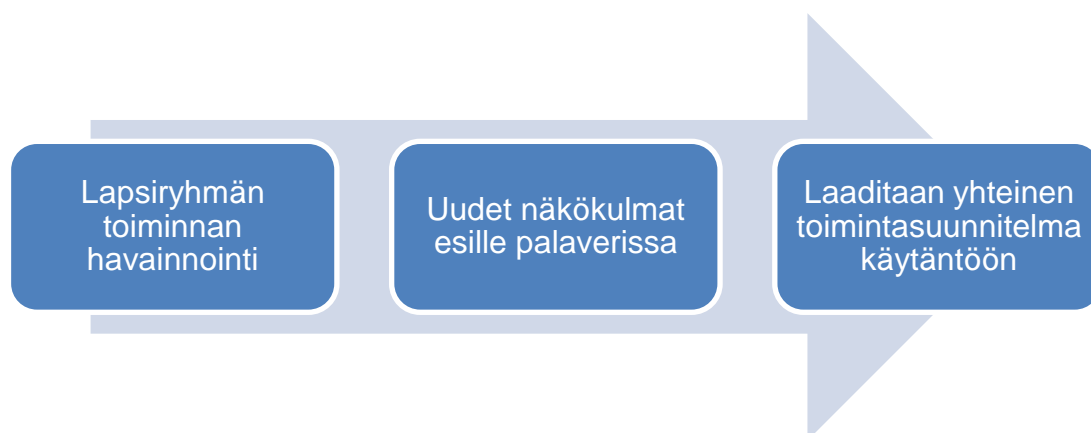 Lapsiryhmän
toiminnan
havainnointi
Uudet näkökulmat
esille palaverissa
Laaditaan yhteinen
toimintasuunnitelma
käytäntöön